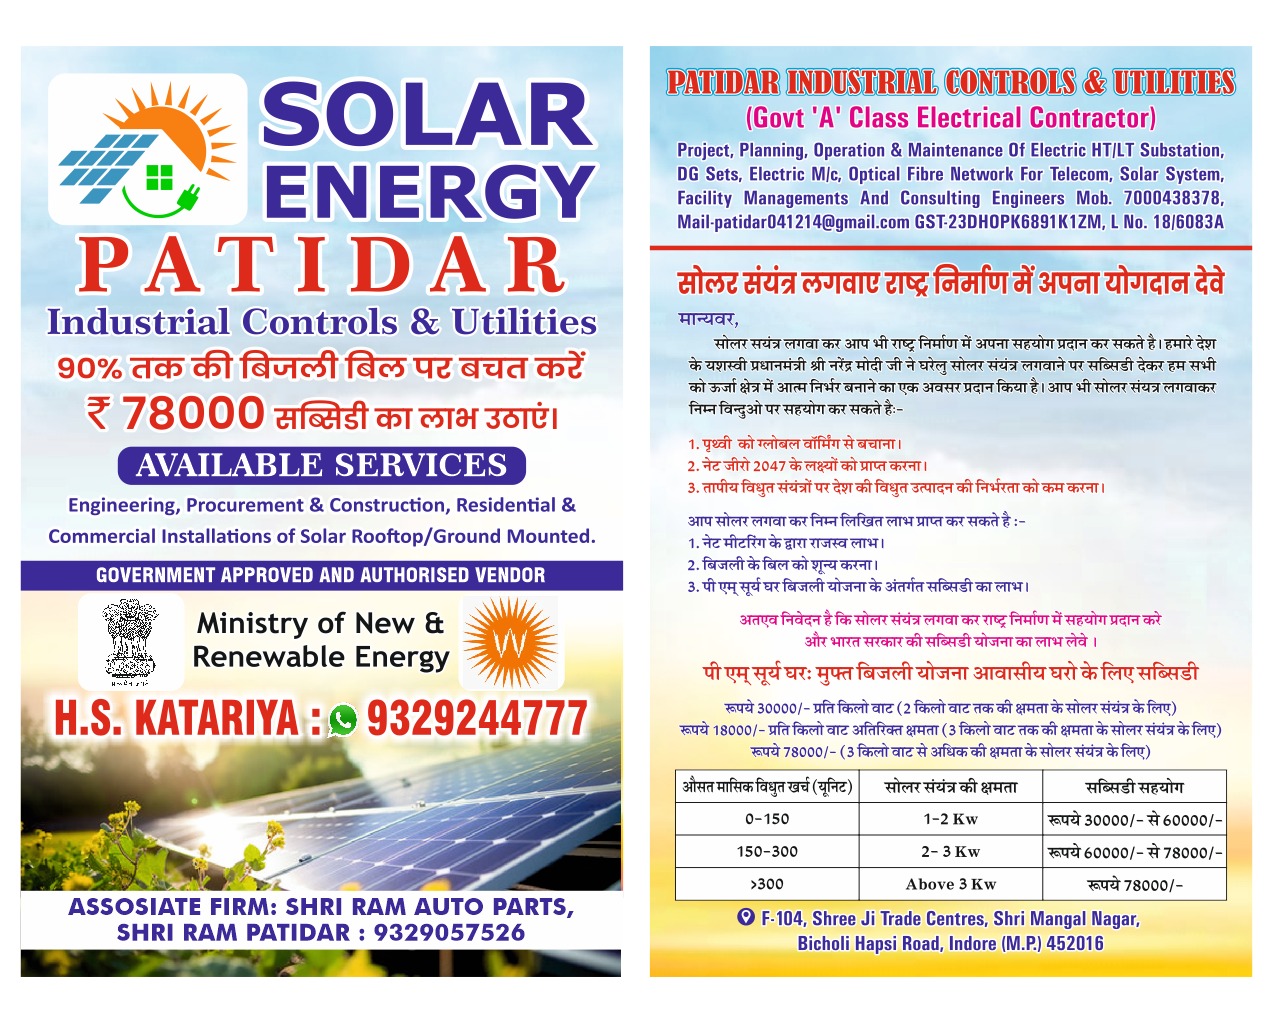 SOLAR
ENERGY
PATIDAR
Industrial Controls & Utilities
90% तक की बिजली बिल पर बचत करें
₹ 78000 सब्सिडी का लाभ उठाएं।
AVAILABLE SERVICES
Engineering, Procurement & Construction, Residential &
Commercial Installations of Solar Rooftop/Ground Mounted.
GOVERNMENT APPROVED AND AUTHORISED VENDOR
Ministry of New &
Renewable Energy
H.S. KATARIYA : 9329244777
ASSOSIATE FIRM: SHRI RAM AUTO PARTS,
SHRI RAM PATIDAR : 9329057526
PATIDAR INDUSTRIAL CONTROLS & UTILITIES
(Govt 'A' Class Electrical Contractor)
Project, Planning, Operation & Maintenance Of Electric HT/LT Substation,
DG Sets, Electric M/c, Optical Fibre Network For Telecom, Solar System,
Facility Managements And Consulting Engineers Mob. 7000438378,
Mail-patidar041214@gmail.com GST-23DHOPK6891K1ZM, L No. 18/6083A
सोलर संयंत्र लगवाए राष्ट्र निर्माण में अपना योगदान देवे
मान्यवर,
सोलर सयंत्र लगवा कर आप भी राष्ट्र निर्माण में अपना सहयोग प्रदान कर सकते है। हमारे देश
के यशस्वी प्रधानमंत्री श्री नरेंद्र मोदी जी ने घरेलु सोलर संयंत्र लगवाने पर सब्सिडी देकर हम सभी
को ऊर्जा क्षेत्र में आत्म निर्भर बनाने का एक अवसर प्रदान किया है। आप भी सोलर संयत्र लगवाकर
निम्न विन्दुओ पर सहयोग कर सकते है:-
1. पृथ्वी को ग्लोबल वॉर्मिंग से बचाना।
2. नेट जीरो 2047 के लक्ष्यों को प्राप्त करना।
3. तापीय विधुत संयंत्रों पर देश की विधुत उत्पादन की निर्भरता को कम करना।
आप सोलर लगवा कर निम्न लिखित लाभ प्राप्त कर सकते है :-
1. नेट मीटरिंग के द्वारा राजस्व लाभ।
2. बिजली के बिल को शून्य करना।
3. पी एम् सूर्य घर बिजली योजना के अंतर्गत सब्सिडी का लाभ।
अतएव निवेदन है कि सोलर संयंत्र लगवा कर राष्ट्र निर्माण में सहयोग प्रदान करे
और भारत सरकार की सब्सिडी योजना का लाभ लेवे ।
पी एम् सूर्य घर: मुफ्त बिजली योजना आवासीय घरो के लिए सब्सिडी
रूपये 30000/- प्रति किलो वाट (2 किलो वाट तक की क्षमता के सोलर संयंत्र के लिए)
रूपये 18000/- प्रति किलो वाट अतिरिक्त क्षमता (3 किलो वाट तक की क्षमता के सोलर संयंत्र के लिए)
रूपये 78000/- (3 किलो वाट से अधिक की क्षमता के सोलर संयंत्र के लिए)
औसत मासिक विधुत खर्च (यूनिट) सोलर संयंत्र की क्षमता सब्सिडी सहयोग
0-150 1-2 Kw रूपये 30000/- से 60000/-
150-300 2- 3 Kw रूपये 60000/- से 78000/-
>300 Above 3 Kw रूपये 78000/-
F-104, Shree Ji Trade Centres, Shri Mangal Nagar,
Bicholi Hapsi Road, Indore (M.P.) 452016